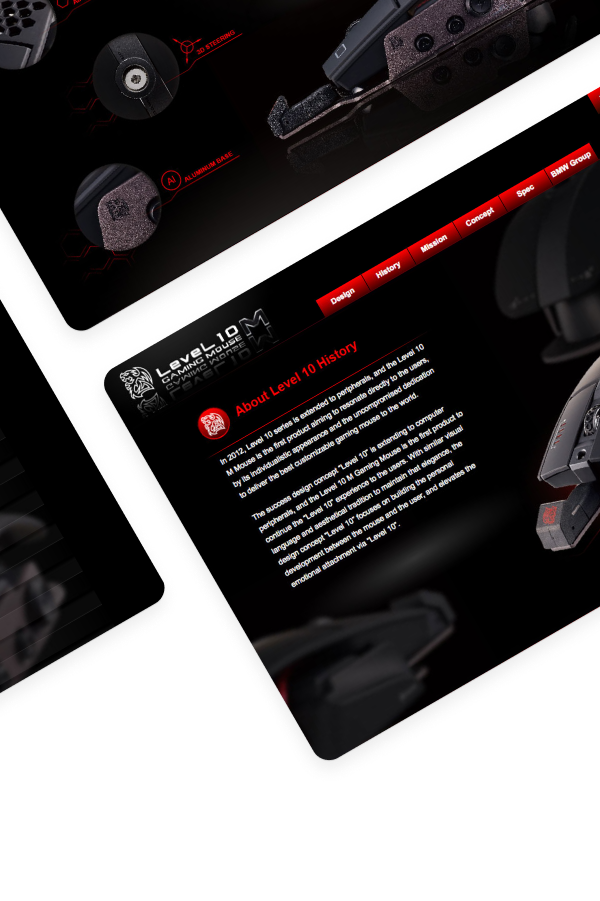 3D STEERING
Al
ALUMINUM BASE
Design
History
Mission
Concept
Spec
BMW Group
LEVEL 10
GAMING MOUSE
M
About Level 10 History
In 2012, Level 10 series is extended to peripherals, and the Level 10
M Mouse is the first product aiming to resonate directly to the users,
by its individualistic appearance and the uncompromised dedication
to deliver the best customizable gaming mouse to the world.
The success design concept "Level 10" is extending to computer
peripherals, and the Level 10 M Gaming Mouse is the first product to
continue the "Level 10" experience to the users. With similar visual
language and aesthetical tradition to maintain that elegance, the
design concept "Level 10" focuses on building the personal
development between the mouse and the user, and elevates the
emotional attachment via "Level 10".